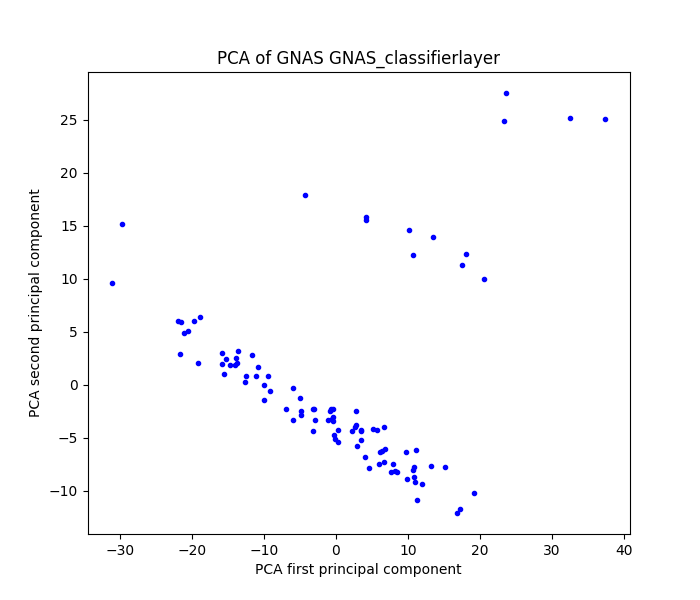 PCA of GNAS GNAS_classifierlayer
25
20
15
10
5
0
−5
−10
PCA second principal component
−30 −20 −10 0 10 20 30 40
PCA first principal component